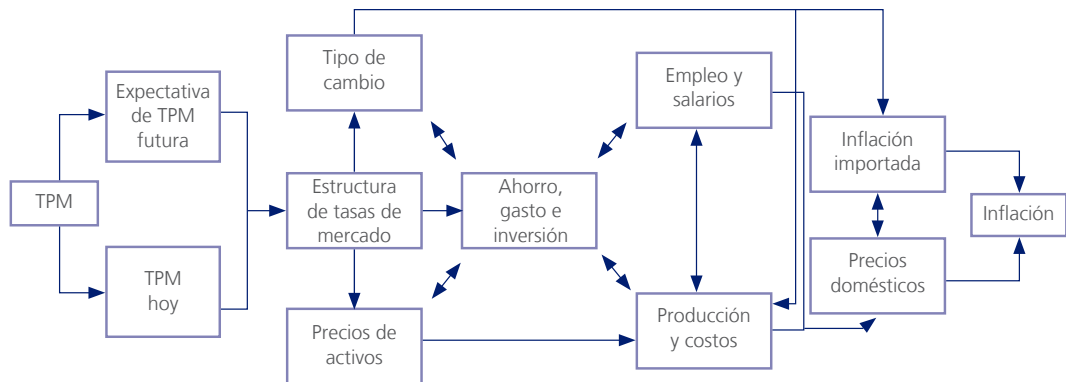 TPM
Expectativa
de TPM
futura
TPM
hoy
Tipo de
cambio
Estructura
de tasas de
mercado
Precios de
activos
Ahorro,
gasto e
inversión
Empleo y
salarios
Producción
y costos
Inflación
importada
Precios
domésticos
Inflación